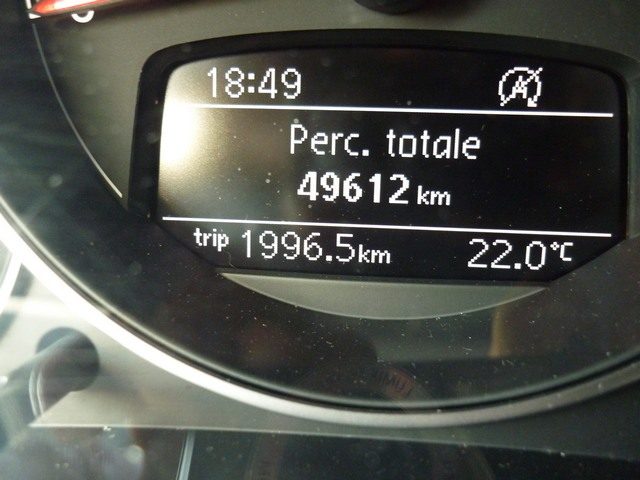 18:49
Perc. totale
49612 km
trip 1996.5km 22.0°C